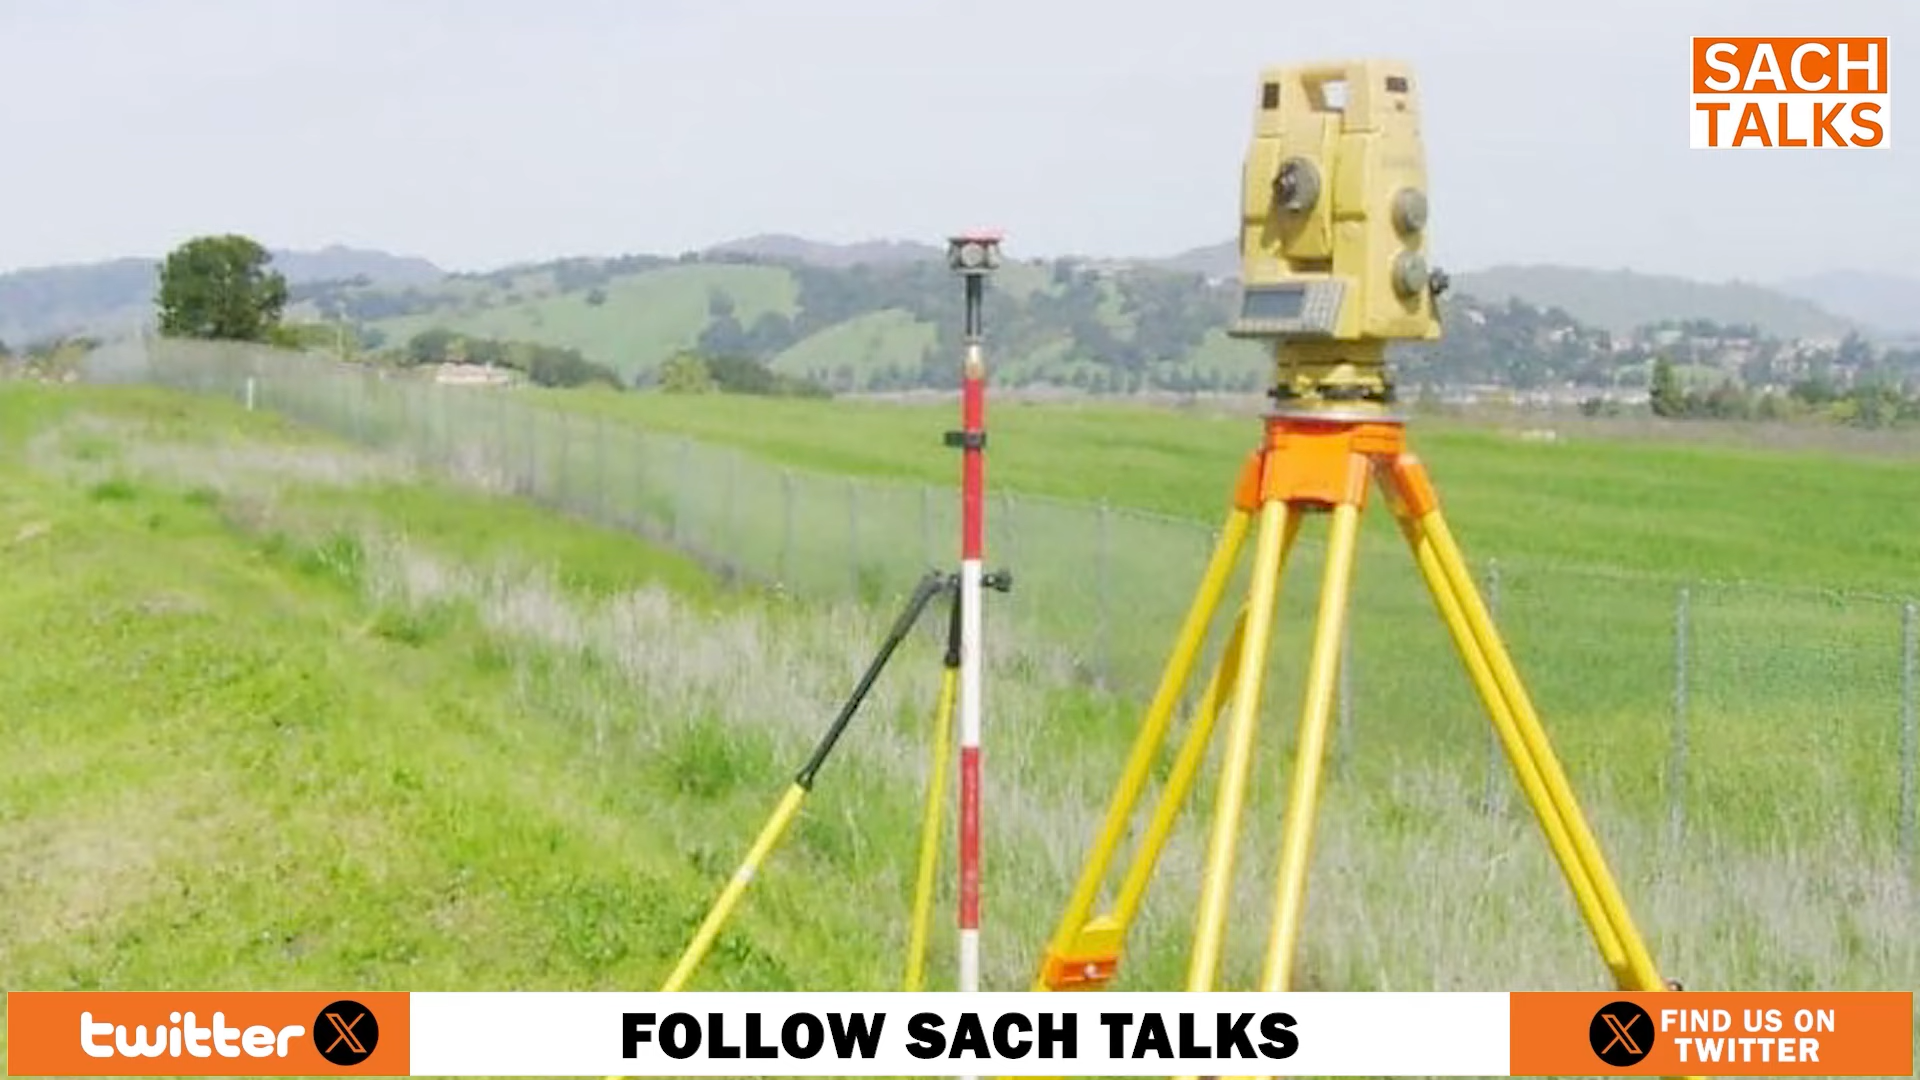 SACH
TALKS
twitter X
FOLLOW SACH TALKS
X FIND US ON
TWITTER